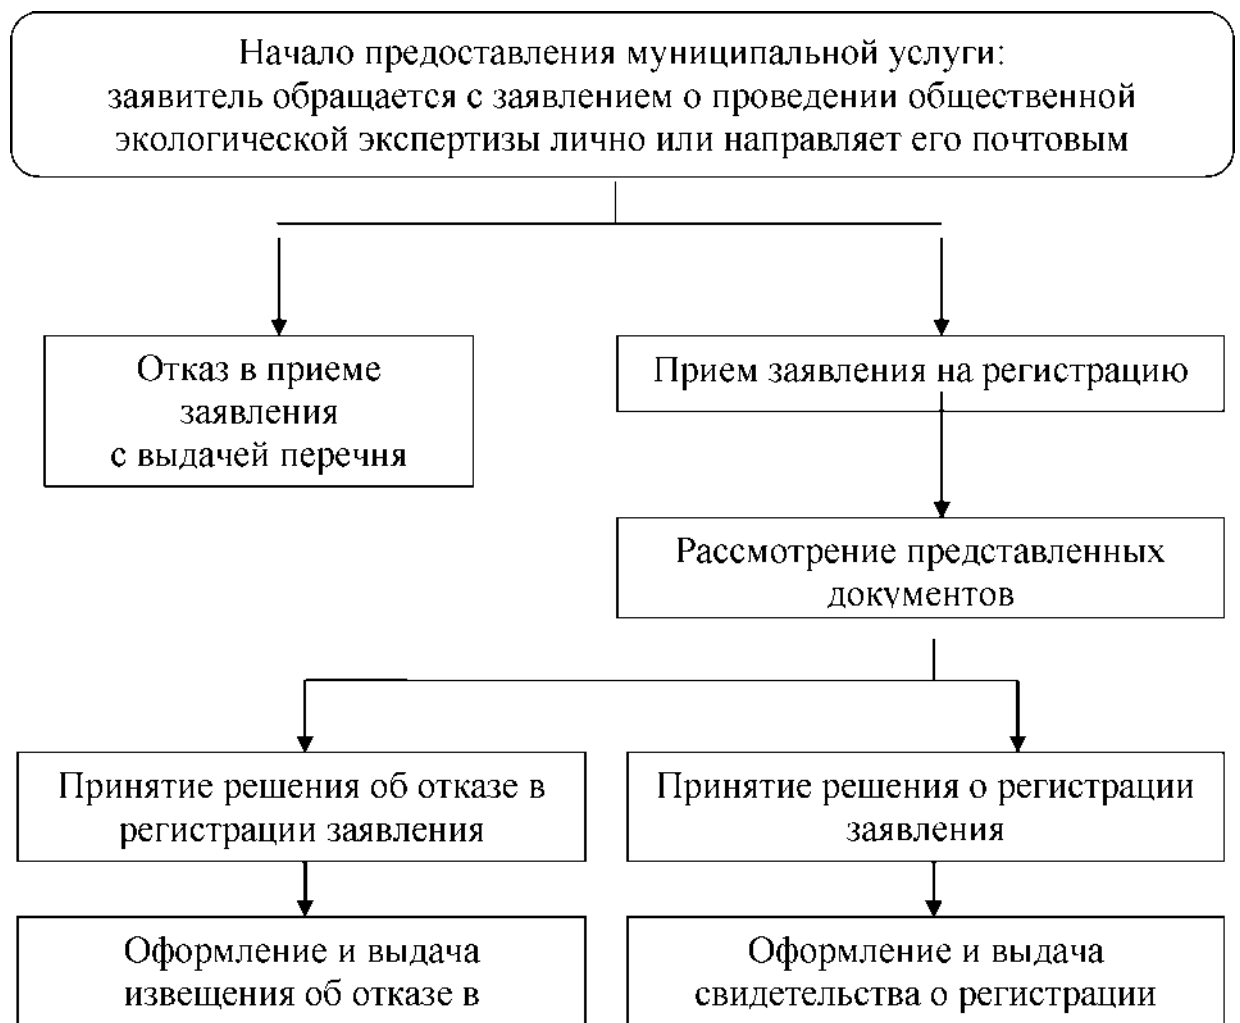 Начало предоставления муниципальной услуги:
заявитель обращается с заявлением о проведении общественной
экологической экспертизы лично или направляет его почтовым
Отказ в приеме
заявления
с выдачей перечня
Прием заявления на регистрацию
Рассмотрение представленных
документов
Принятие решения об отказе в
регистрации заявления
Принятие решения о регистрации
заявления
Оформление и выдача
извещения об отказе в
Оформление и выдача
свидетельства о регистрации